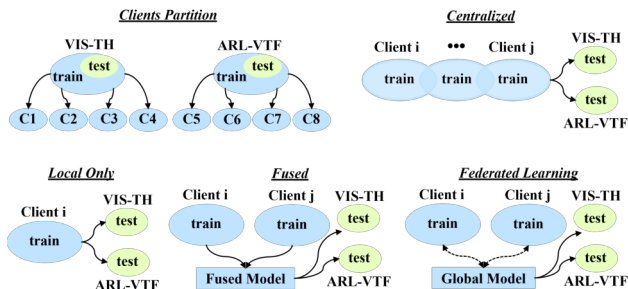 Clients Partition
VIS-TH
ARL-VTF
test
train
test
train
C1
C2
C3
C4
C5
C6
C7
C8
Centralized
Client i
•••
Client j
train
train
train
VIS-TH
test
test
ARL-VTF
Local Only
Client i
train
VIS-TH
test
test
ARL-VTF
Fused
Client i
Client j
train
train
Fused Model
VIS-TH
test
test
ARL-VTF
Federated Learning
Client i
Client j
train
train
Global Model
VIS-TH
test
test
ARL-VTF